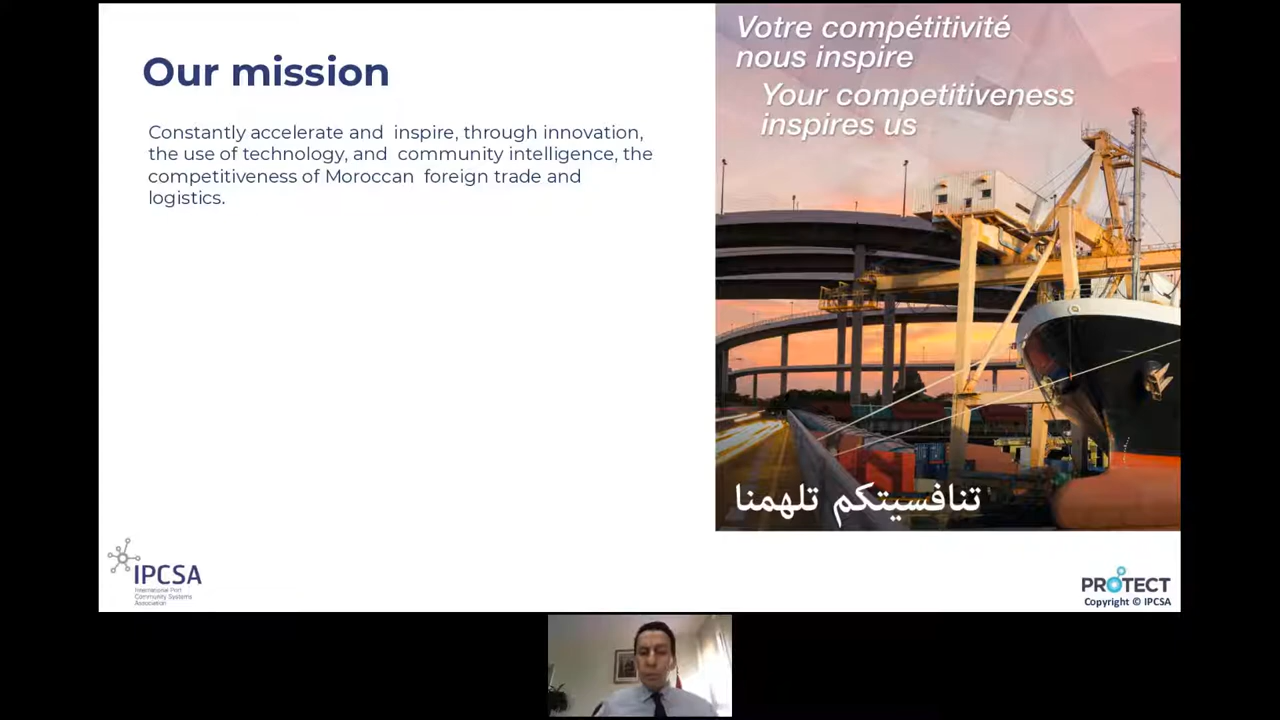 Our mission
Constantly accelerate and inspire, through innovation,
the use of technology, and community intelligence, the
competitiveness of Moroccan foreign trade and
logistics.
Votre compétitivité
nous inspire
Your competitiveness
inspires us
تنافسيتكم تلهمنا
IPCSA
International Port
Community Systems
Association
PROTECT
Copyright © IPCSA